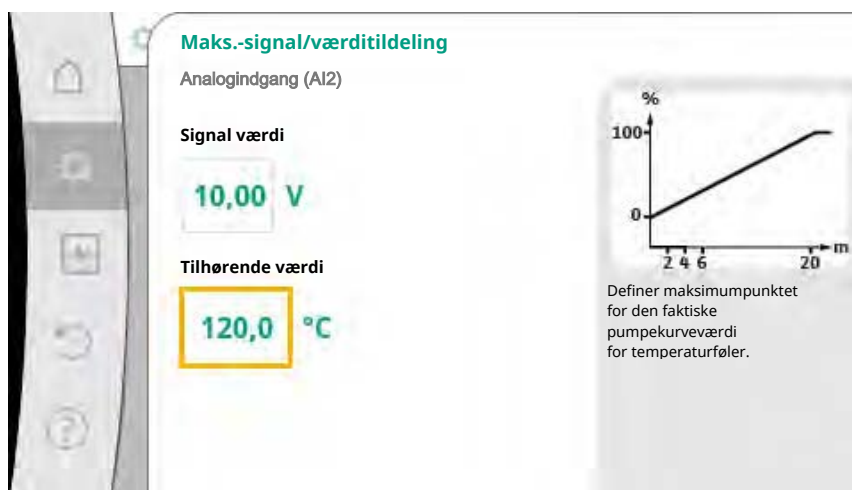 Maks.-signal/værditildeling
Analogindgang (AI2)
Signal værdi
10,00 V
Tilhørende værdi
120,0 °C
%
100
0
2 4 6 20
m
Definer maksimumpunktet
for den faktiske
pumpekurveværdi
for temperaturføler.
?